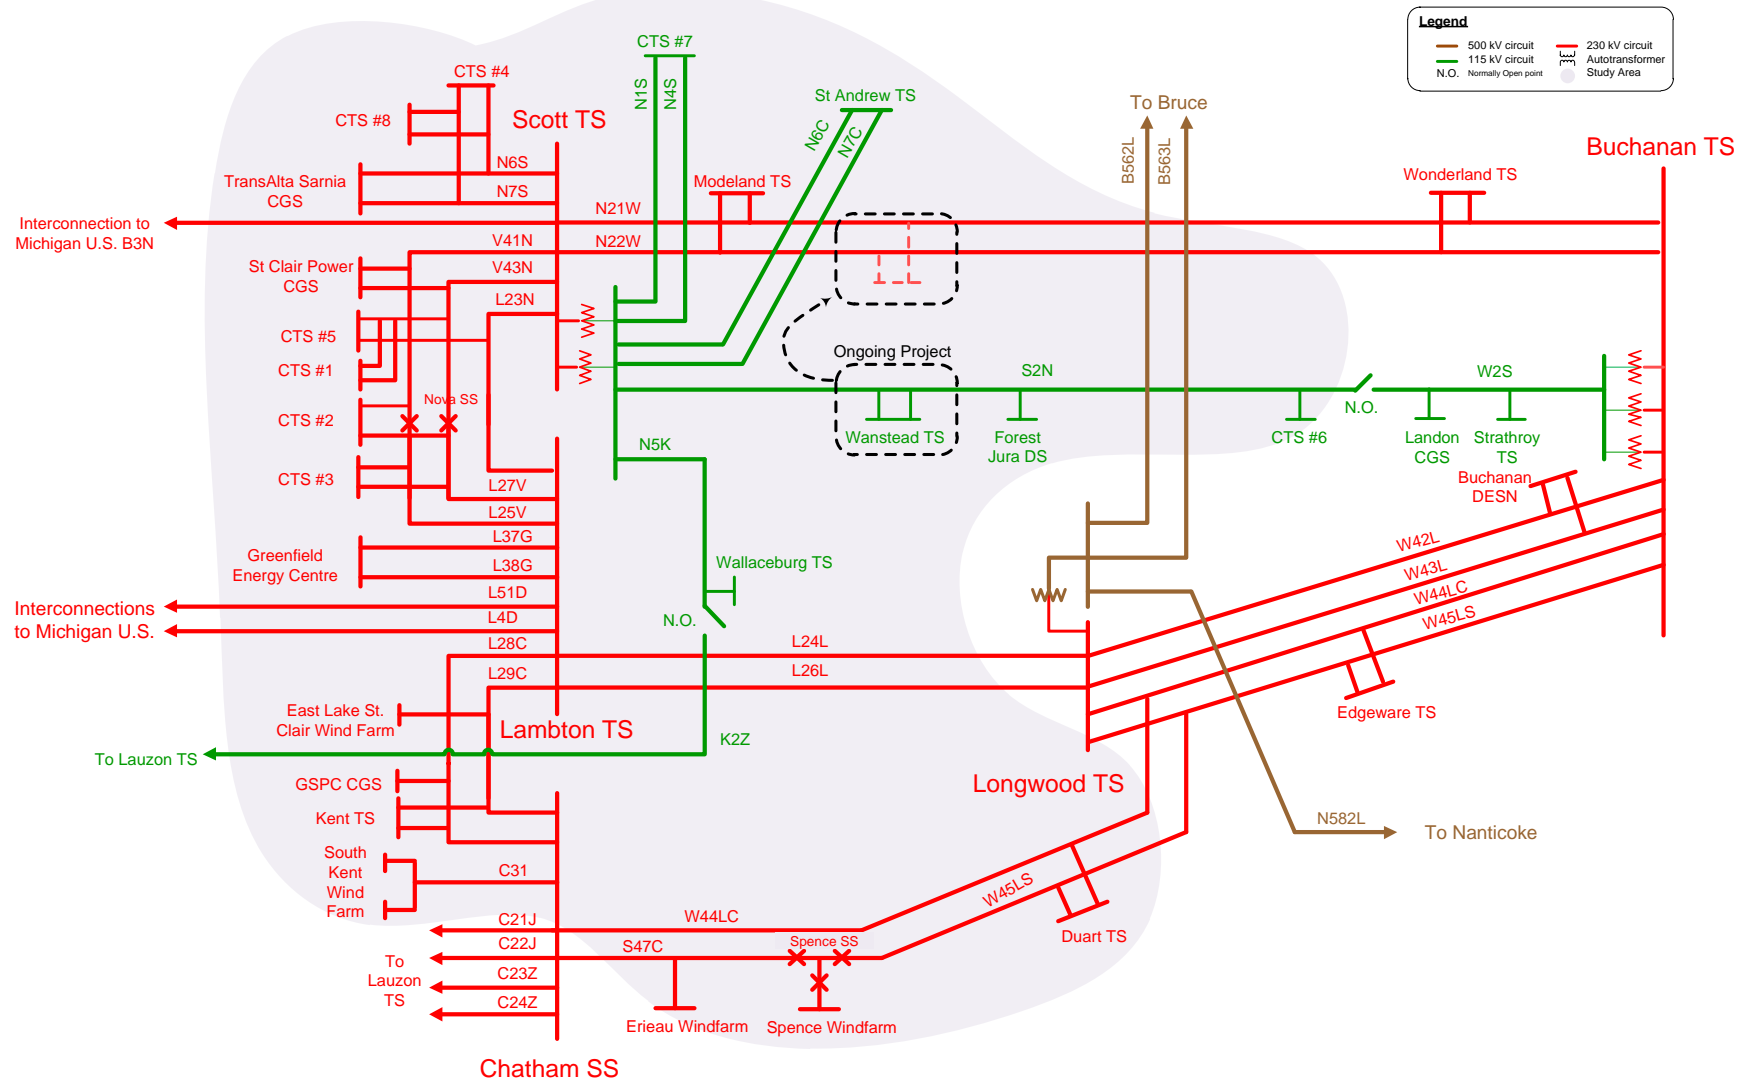 Legend
500 kV circuit
230 kV circuit
115 kV circuit
Autotransformer
N.O.
Normally Open point
Study Area
CTS #7
CTS #4
N1S
N4S
St Andrew TS
To Bruce
CTS #8
Scott TS
N6C
N7C
B562L
B563L
Buchanan TS
N6S
TransAlta Sarnia
CGS
N7S
Modeland TS
Wonderland TS
Interconnection to
Michigan U.S. B3N
N21W
V41N
N22W
St Clair Power
CGS
V43N
L23N
CTS #5
Ongoing Project
CTS #1
S2N
W2S
Nova SS
N.O.
CTS #2
Wanstead TS
Forest
Jura DS
CTS #6
Landon
CGS
Strathroy
TS
N5K
CTS #3
L27V
Buchanan
DESN
L25V
L37G
W42L
Greenfield
Energy Centre
L38G
Wallaceburg TS
W43L
L51D
W44LC
Interconnections
to Michigan U.S.
L4D
N.O.
W45LS
L28C
L24L
L29C
L26L
East Lake St.
Clair Wind Farm
Lambton TS
Edgeware TS
K2Z
To Lauzon TS
GSPC CGS
Longwood TS
Kent TS
N582L
To Nanticoke
South
Kent
Wind
Farm
C31
W45LS
C21J
W44LC
Duart TS
C22J
S47C
Spence SS
To
Lauzon
TS
C23Z
C24Z
Erieau Windfarm
Spence Windfarm
Chatham SS